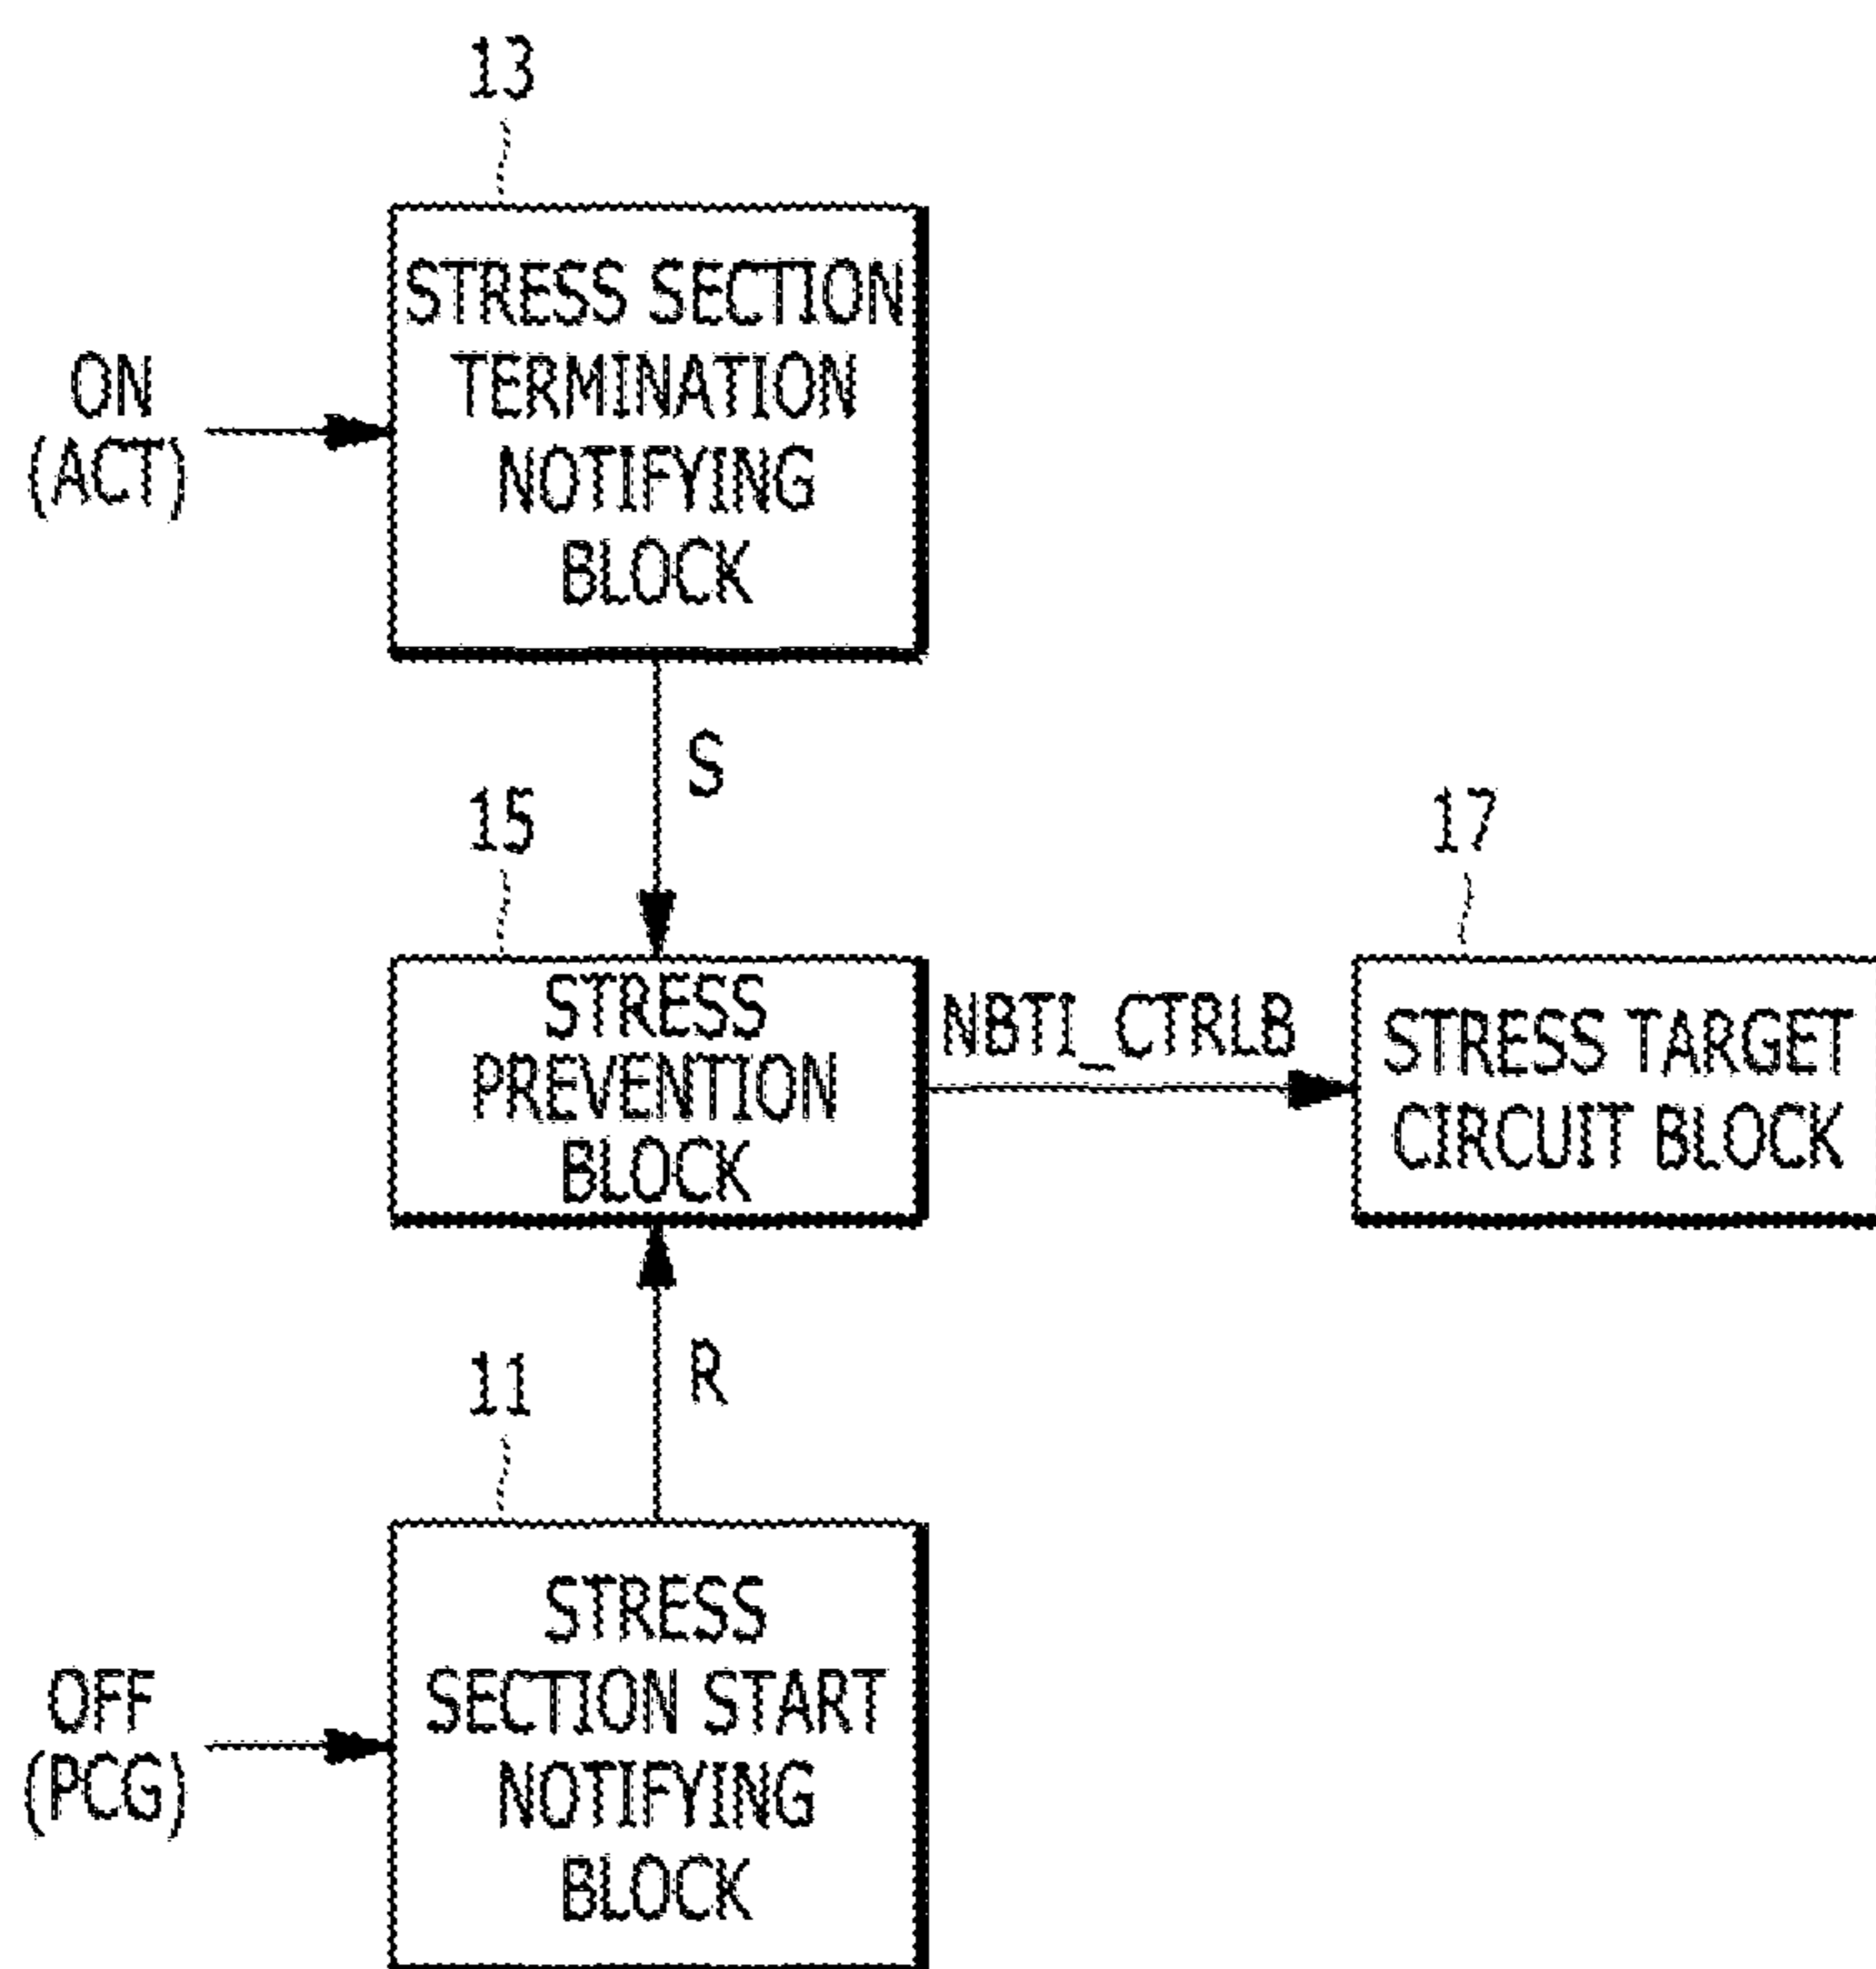 13
STRESS SECTION
TERMINATION
NOTIFYING
BLOCK
ON
(ACT)
S
15
17
STRESS
PREVENTION
BLOCK
NBTI_CTRLB
STRESS TARGET
CIRCUIT BLOCK
R
11
STRESS
SECTION START
NOTIFYING
BLOCK
OFF
(PCG)